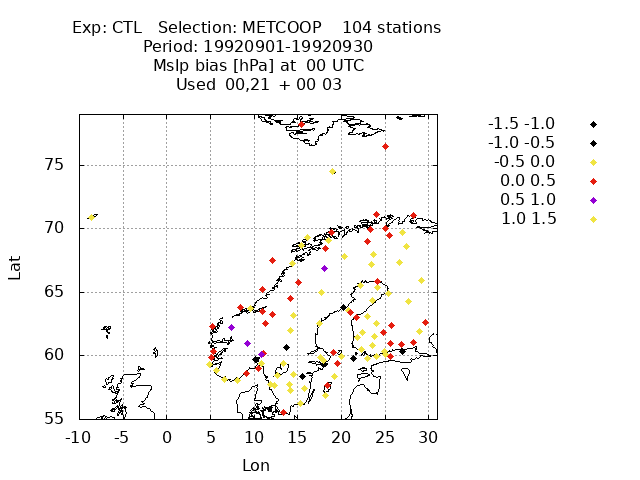 Exp: CTL Selection: METCOOP 104 stations
Period: 19920901-19920930
Mslp bias [hPa] at 00 UTC
Used 00,21 + 00 03
-1.5 -1.0
-1.0 -0.5
-0.5 0.0
0.0 0.5
0.5 1.0
1.0 1.5
75
70
65
60
55
Lat
-10 -5 0 5 10 15 20 25 30
Lon